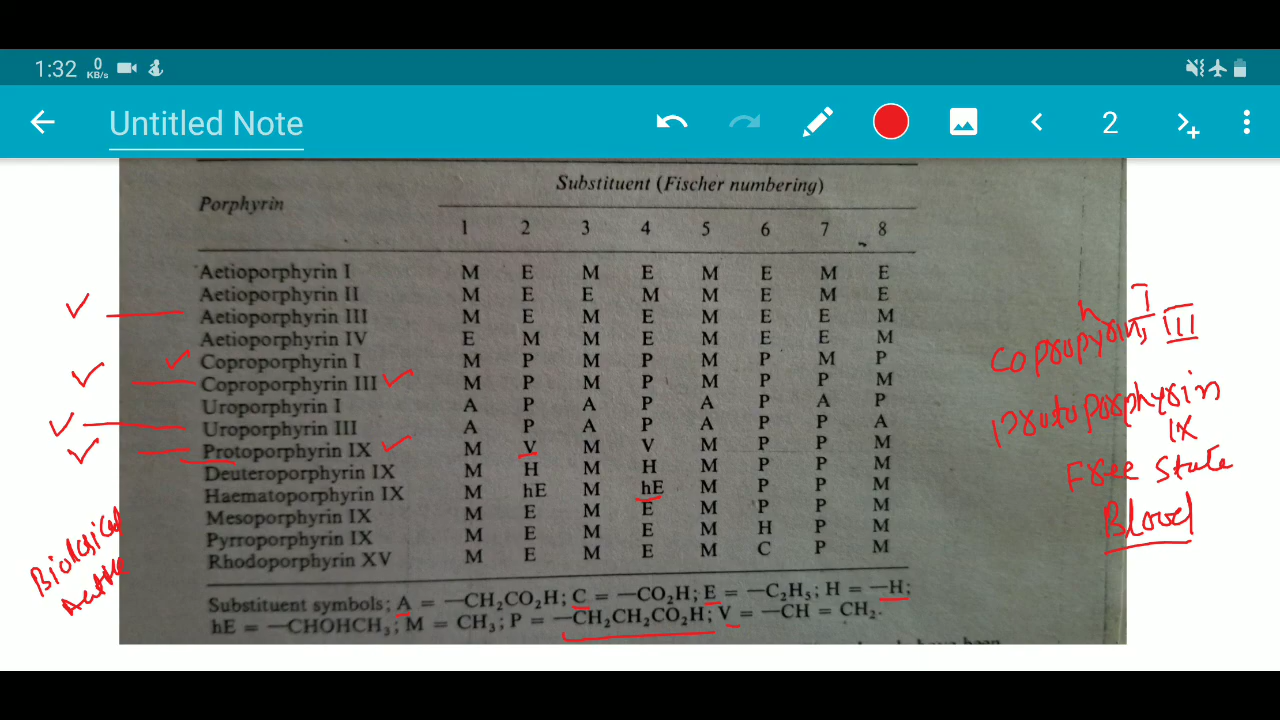 1:32 0 KB/s
Untitled Note 2
Substituent (Fischer numbering)
Porphyrin
1 2 3 4 5 6 7 8
Aetioporphyrin I M E M E M E M E
Aetioporphyrin II M E E M M E M E
Aetioporphyrin III M E M E M E E M
Aetioporphyrin IV E M M E M E E M
Coproporphyrin I M P M P M P M P
Coproporphyrin III M P M P M P P M
Uroporphyrin I A P A P A P A P
Uroporphyrin III A P A P A P P A
Protoporphyrin IX M V M V M P P M
Deuteroporphyrin IX M H M H M P P M
Haematoporphyrin IX M hE M hE M P P M
Mesoporphyrin IX M E M E M P P M
Pyrroporphyrin IX M E M E M H P M
Rhodoporphyrin XV M E M E M C P M
Substituent symbols; A = —CH₂CO₂H; C = —CO₂H; E = —C₂H₅; H = —H;
hE = —CHOHCH₃; M = CH₃; P = —CH₂CH₂CO₂H; V = —CH = CH₂.
I
III
Protoporphyrin
IX
Free State
Blood
Biological